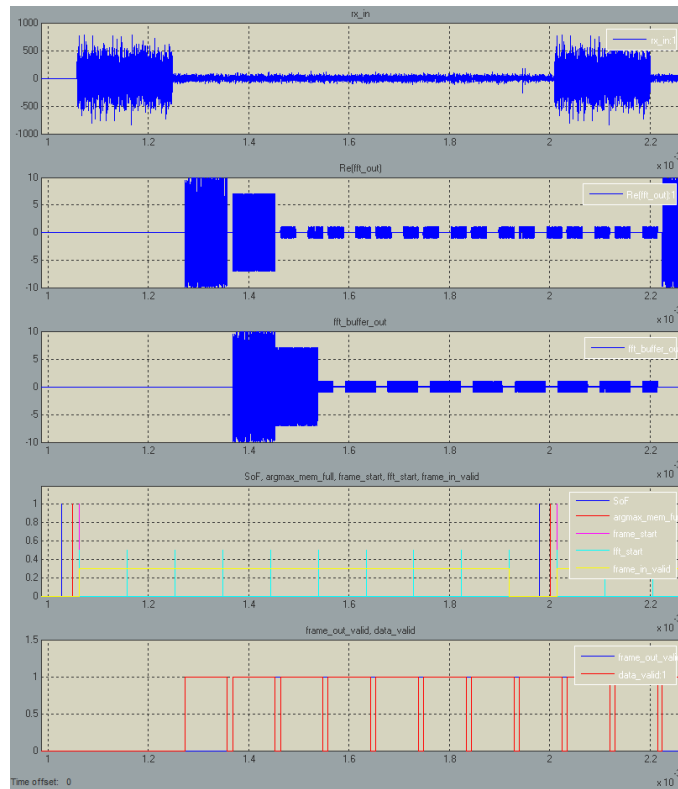 rx_in
1000
500
0
-500
-1000
rx_in:1
1 1.2 1.4 1.6 1.8 2 2.2
x 10
Re(fft_out)
10
5
0
-5
-10
Re(fft_out):1
1 1.2 1.4 1.6 1.8 2 2.2
x 10
fft_buffer_out
10
5
0
-5
-10
fft_buffer_ou
1 1.2 1.4 1.6 1.8 2 2.2
x 10
SoF, argmax_mem_full, frame_start, fft_start, frame_in_valid
1
0.8
0.6
0.4
0.2
0
SoF
argmax_mem_fu
frame_start
fft_start
frame_in_valid
1 1.2 1.4 1.6 1.8 2 2.2
x 10
frame_out_valid, data_valid
1.5
1
0.5
0
frame_out_vali
data_valid:1
1 1.2 1.4 1.6 1.8 2 2.2
x 10
Time offset: 0